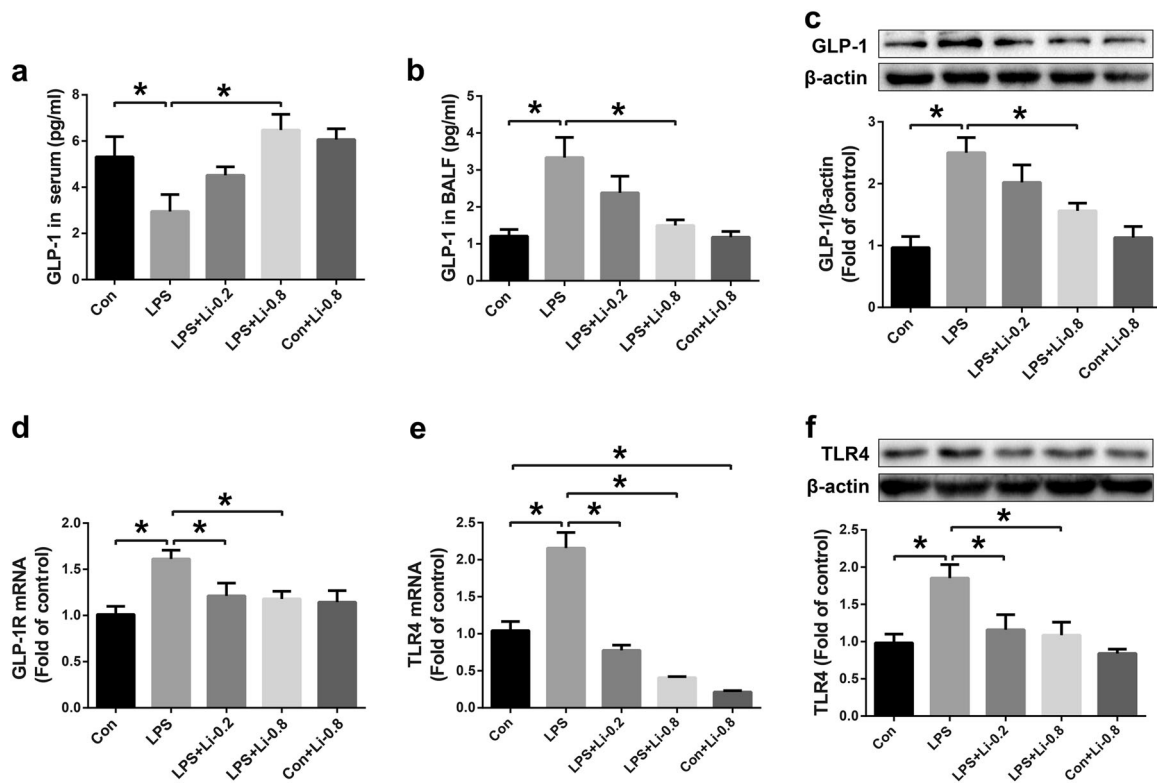 a
*
*
GLP-1 in serum (pg/ml)
8
6
4
2
0
Con
LPS
LPS+Li-0.2
LPS+Li-0.8
Con+Li-0.8
b
*
*
GLP-1 in BALF (pg/ml)
5
4
3
2
1
0
Con
LPS
LPS+Li-0.2
LPS+Li-0.8
Con+Li-0.8
c
GLP-1
β-actin
*
*
GLP-1/β-actin
(Fold of control)
3
2
1
0
Con
LPS
LPS+Li-0.2
LPS+Li-0.8
Con+Li-0.8
d
*
*
*
GLP-1R mRNA
(Fold of control)
2.0
1.5
1.0
0.5
0.0
Con
LPS
LPS+Li-0.2
LPS+Li-0.8
Con+Li-0.8
e
*
*
*
*
TLR4 mRNA
(Fold of control)
2.5
2.0
1.5
1.0
0.5
0.0
Con
LPS
LPS+Li-0.2
LPS+Li-0.8
Con+Li-0.8
f
TLR4
β-actin
*
*
*
TLR4 (Fold of control)
2.5
2.0
1.5
1.0
0.5
0.0
Con
LPS
LPS+Li-0.2
LPS+Li-0.8
Con+Li-0.8